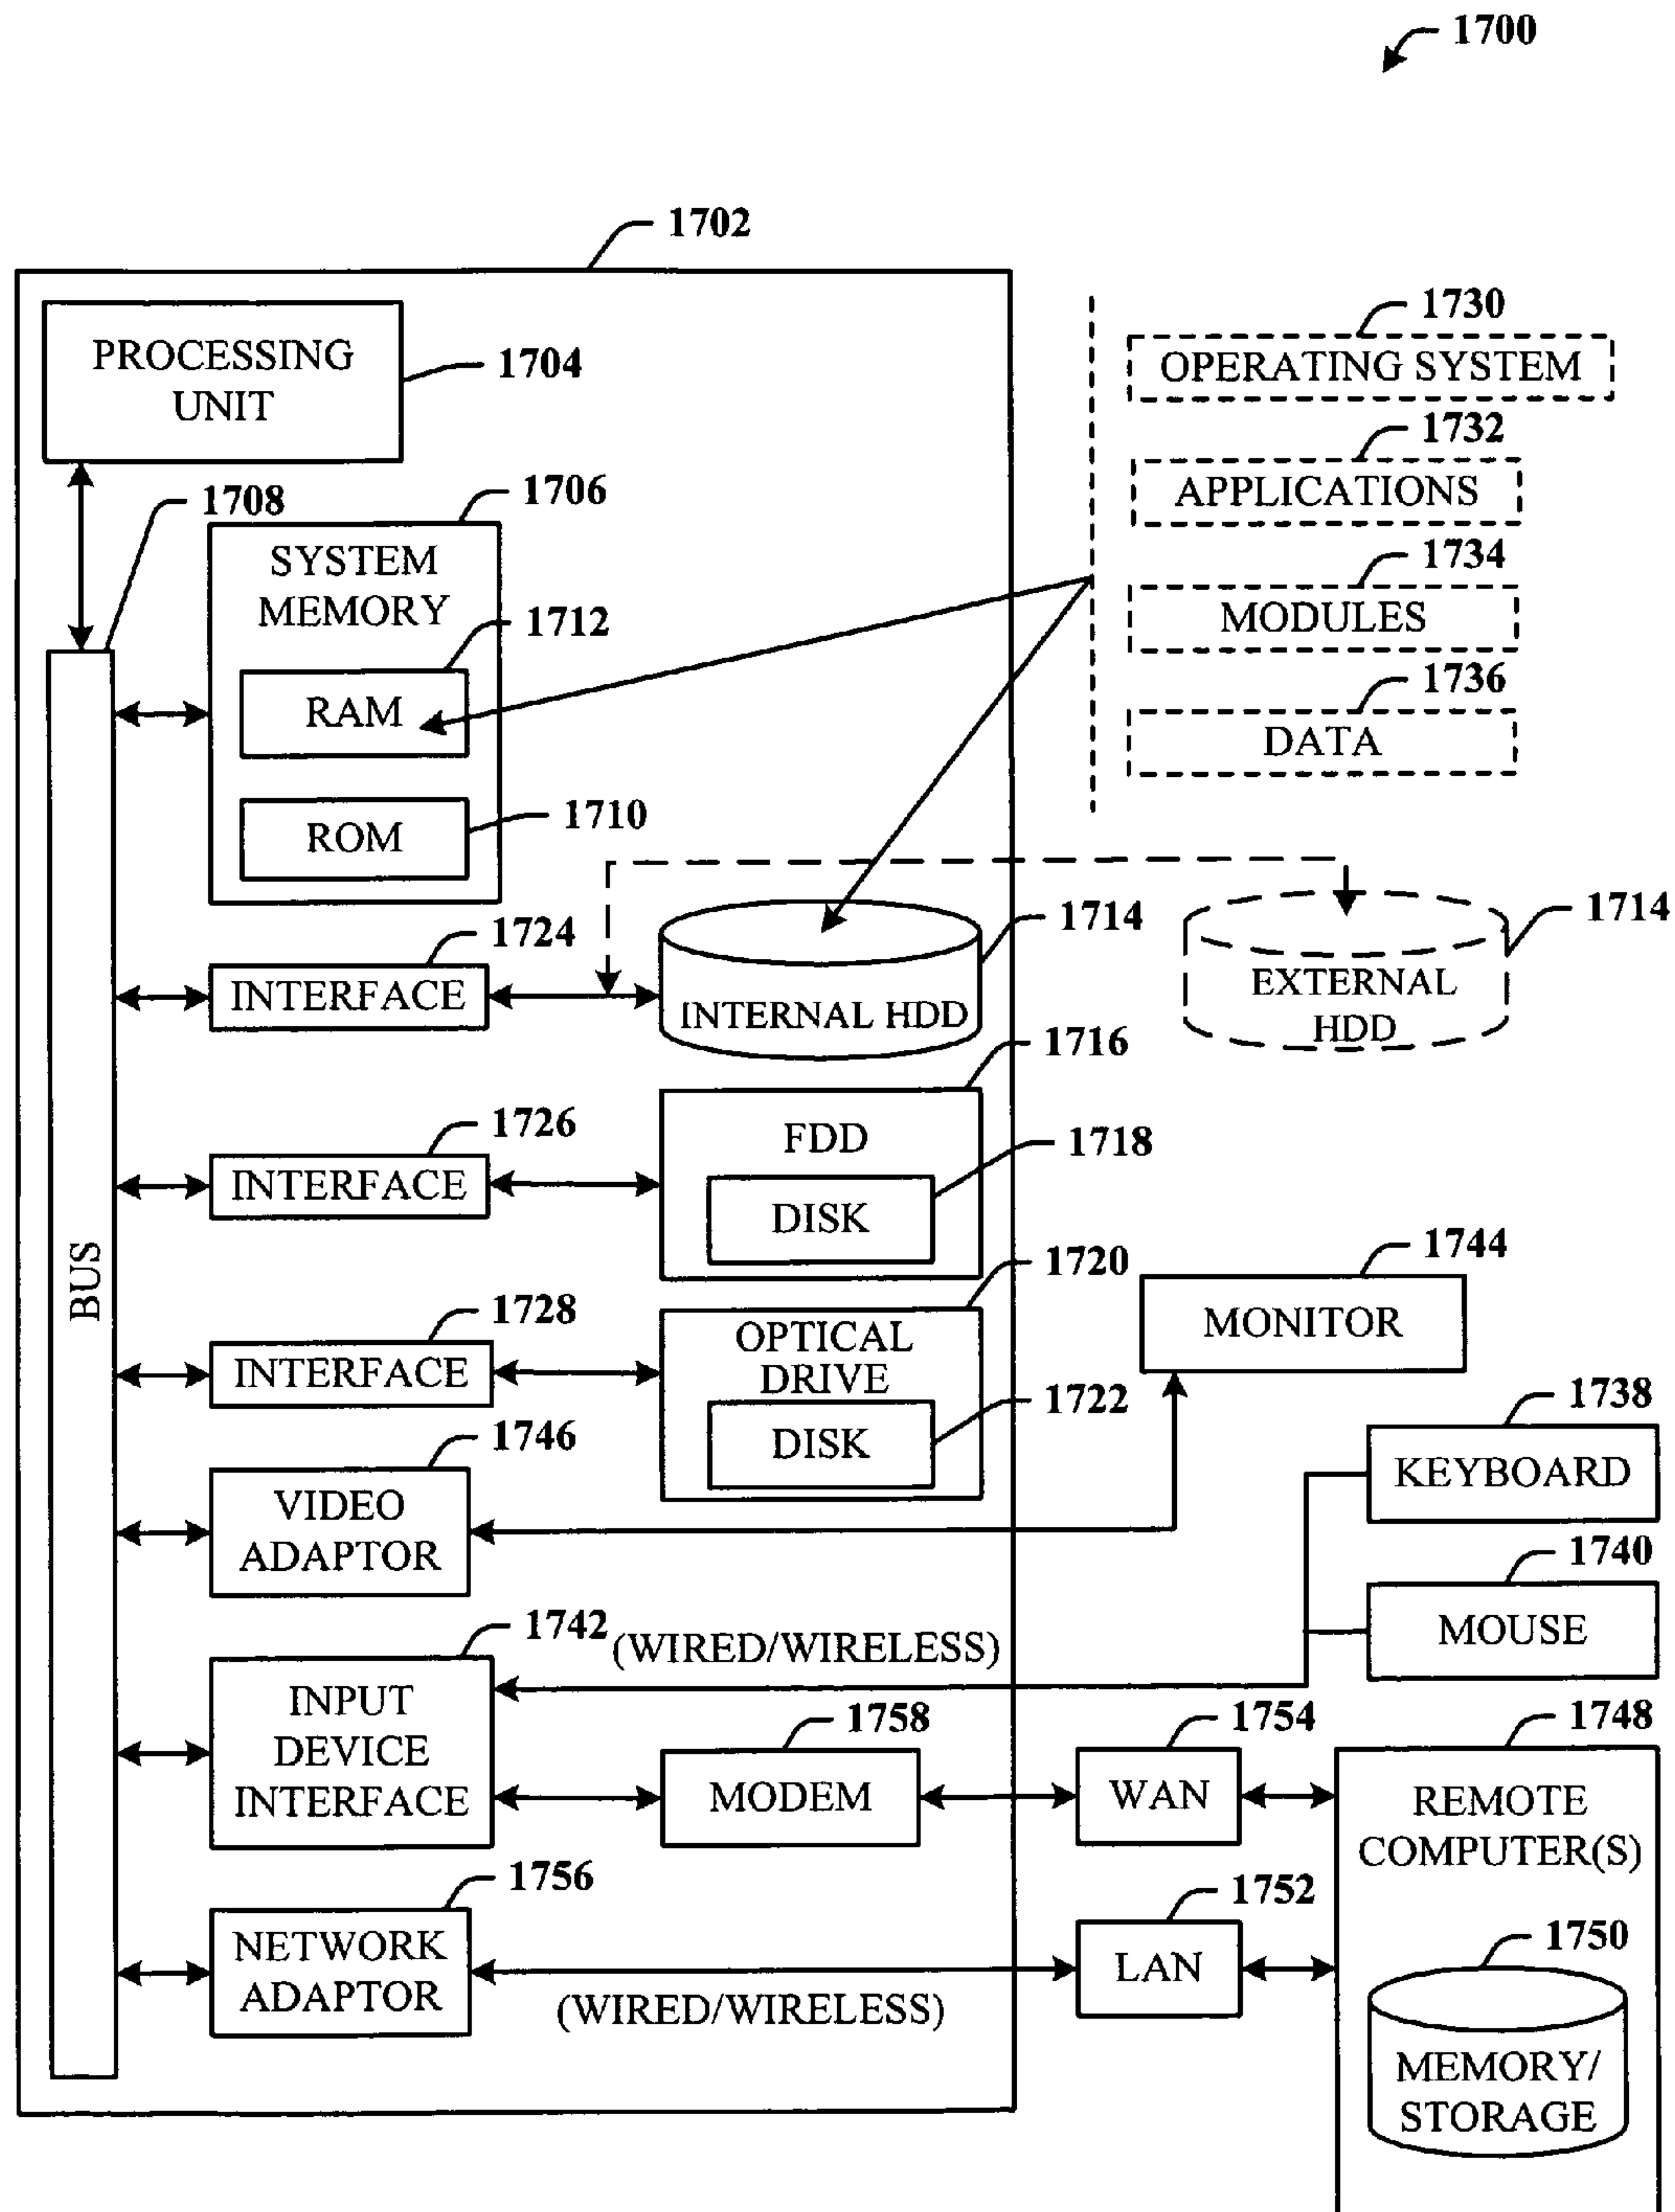 1700
1702
PROCESSING
UNIT
1704
1730
OPERATING SYSTEM
1732
APPLICATIONS
1734
MODULES
1736
DATA
1708
1706
SYSTEM
MEMORY
1712
RAM
1710
ROM
BUS
1724
INTERFACE
1714
INTERNAL HDD
1714
EXTERNAL
HDD
1726
INTERFACE
1716
FDD
1718
DISK
1728
INTERFACE
1720
OPTICAL
DRIVE
1722
DISK
1744
MONITOR
1746
VIDEO
ADAPTOR
1738
KEYBOARD
1740
MOUSE
1742
(WIRED/WIRELESS)
INPUT
DEVICE
INTERFACE
1758
MODEM
1754
WAN
1748
REMOTE
COMPUTER(S)
1756
NETWORK
ADAPTOR
(WIRED/WIRELESS)
1752
LAN
1750
MEMORY/
STORAGE